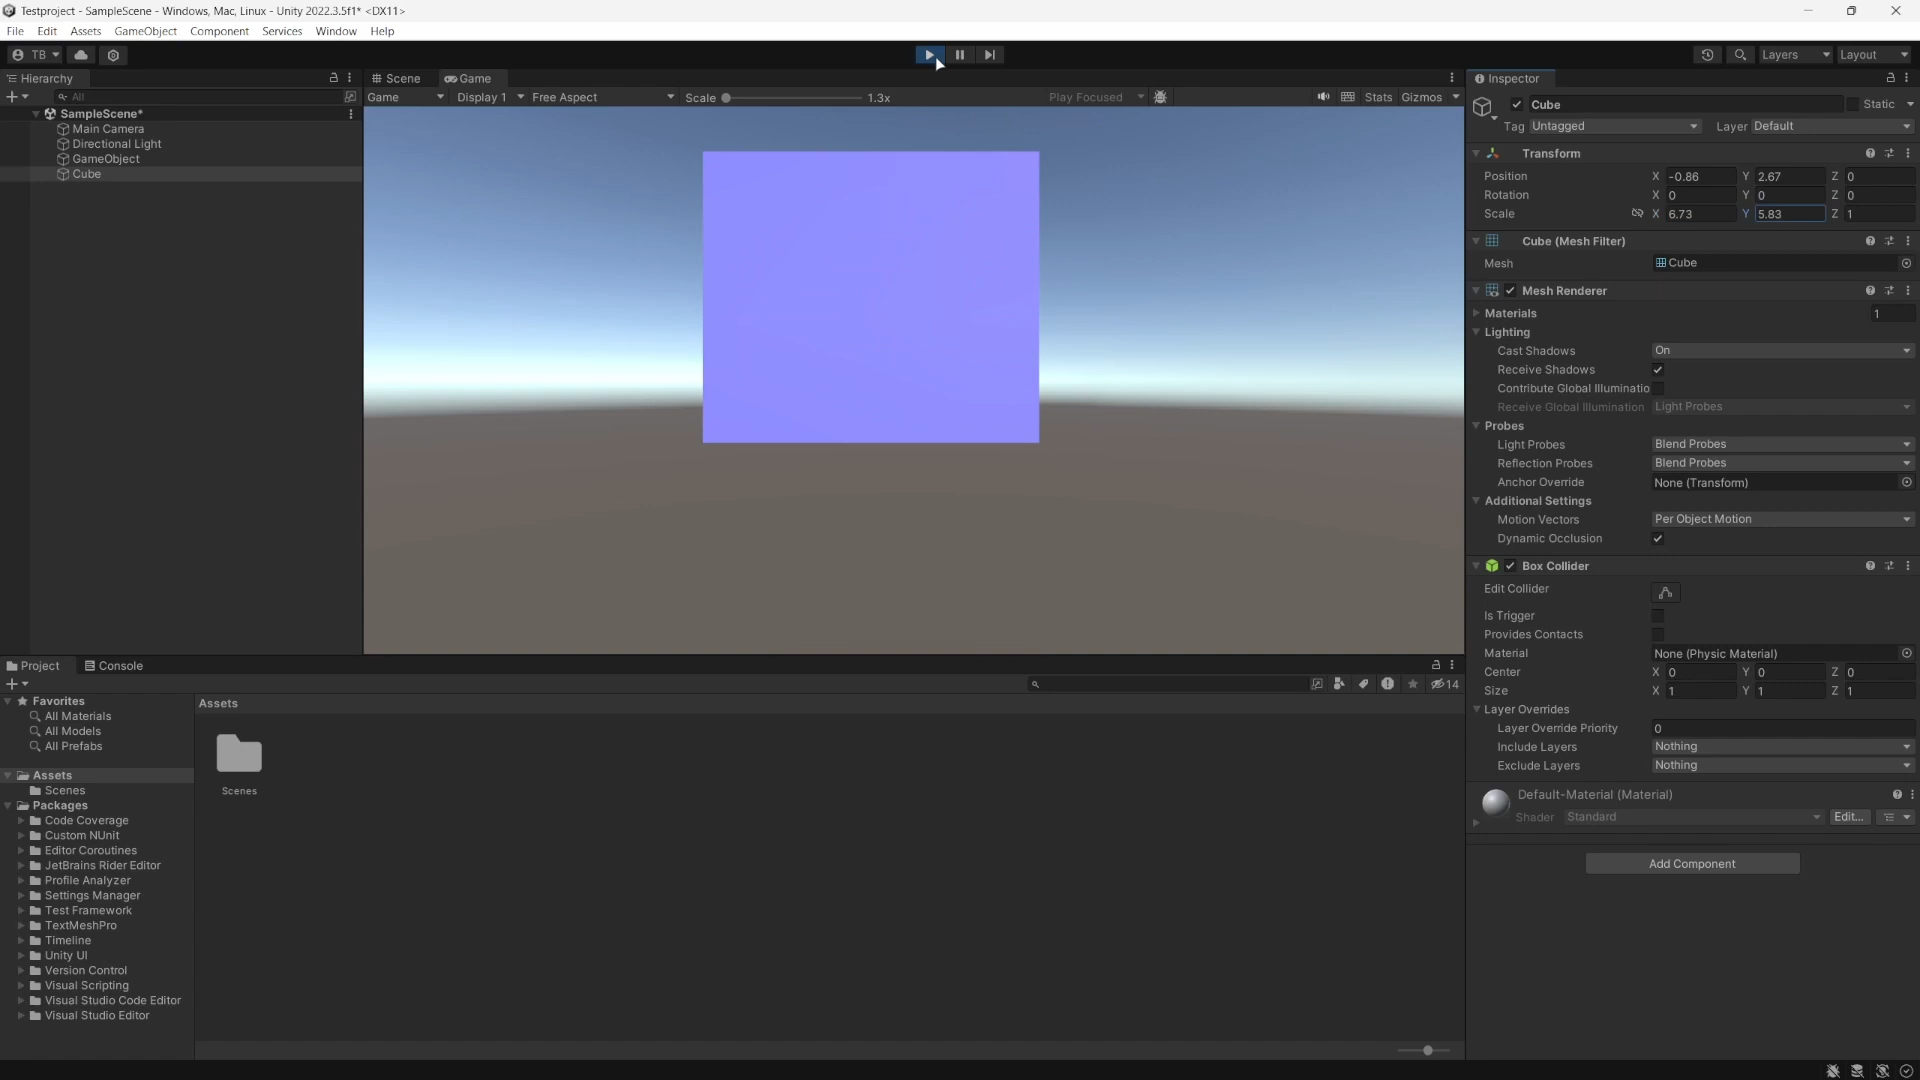 Testproject - SampleScene - Windows, Mac, Linux - Unity 2022.3.5f1* <DX11>
File Edit Assets GameObject Component Services Window Help
TB Layers Layout
Hierarchy Scene Game Inspector
All Game Display 1 Free Aspect Scale 1.3x Play Focused Stats Gizmos
SampleScene*
Main Camera
Directional Light
GameObject
Cube
Cube Static
Tag Untagged Layer Default
Transform
Position X -0.86 Y 2.67 Z 0
Rotation X 0 Y 0 Z 0
Scale X 6.73 Y 5.83 Z 1
Cube (Mesh Filter)
Mesh Cube
Mesh Renderer
Materials 1
Lighting
Cast Shadows On
Receive Shadows
Contribute Global Illuminatio
Receive Global Illumination Light Probes
Probes
Light Probes Blend Probes
Reflection Probes Blend Probes
Anchor Override None (Transform)
Additional Settings
Motion Vectors Per Object Motion
Dynamic Occlusion
Box Collider
Edit Collider
Is Trigger
Provides Contacts
Material None (Physic Material)
Center X 0 Y 0 Z 0
Size X 1 Y 1 Z 1
Layer Overrides
Layer Override Priority 0
Include Layers Nothing
Exclude Layers Nothing
Default-Material (Material)
Shader Standard Edit...
Add Component
Project Console
14
Favorites
All Materials
All Models
All Prefabs
Assets
Scenes
Packages
Code Coverage
Custom NUnit
Editor Coroutines
JetBrains Rider Editor
Profile Analyzer
Settings Manager
Test Framework
TextMeshPro
Timeline
Unity UI
Version Control
Visual Scripting
Visual Studio Code Editor
Visual Studio Editor
Assets
Scenes